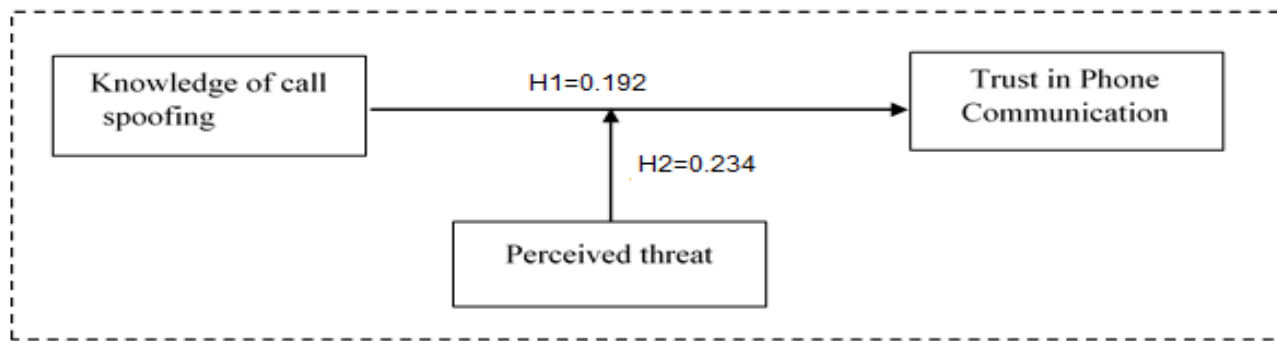 Knowledge of call
spoofing
H1=0.192
Trust in Phone
Communication
H2=0.234
Perceived threat